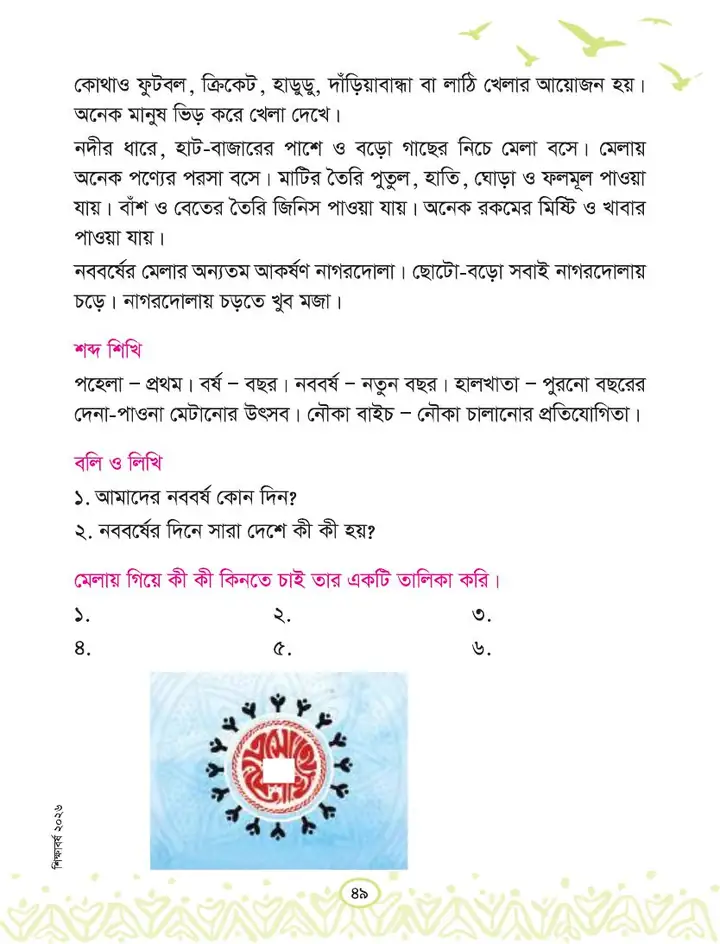 কোথাও ফুটবল, ক্রিকেট, হাডুডু, দাঁড়িয়াবান্ধা বা লাঠি খেলার আয়োজন হয়।
অনেক মানুষ ভিড় করে খেলা দেখে।
নদীর ধারে, হাট-বাজারের পাশে ও বড়ো গাছের নিচে মেলা বসে। মেলায়
অনেক পণ্যের পরসা বসে। মাটির তৈরি পুতুল, হাতি, ঘোড়া ও ফলমূল পাওয়া
যায়। বাঁশ ও বেতের তৈরি জিনিস পাওয়া যায়। অনেক রকমের মিষ্টি ও খাবার
পাওয়া যায়।
নববর্ষের মেলার অন্যতম আকর্ষণ নাগরদোলা। ছোটো-বড়ো সবাই নাগরদোলায়
চড়ে। নাগরদোলায় চড়তে খুব মজা।
শব্দ শিখি
পহেলা – প্রথম। বর্ষ – বছর। নববর্ষ – নতুন বছর। হালখাতা – পুরনো বছরের
দেনা-পাওনা মেটানোর উৎসব। নৌকা বাইচ – নৌকা চালানোর প্রতিযোগিতা।
বলি ও লিখি
১. আমাদের নববর্ষ কোন দিন?
২. নববর্ষের দিনে সারা দেশে কী কী হয়?
মেলায় গিয়ে কী কী কিনতে চাই তার একটি তালিকা করি।
১. ২. ৩.
৪. ৫. ৬.
এসো হে
শিক্ষাবর্ষ ২০২৬
৪৯